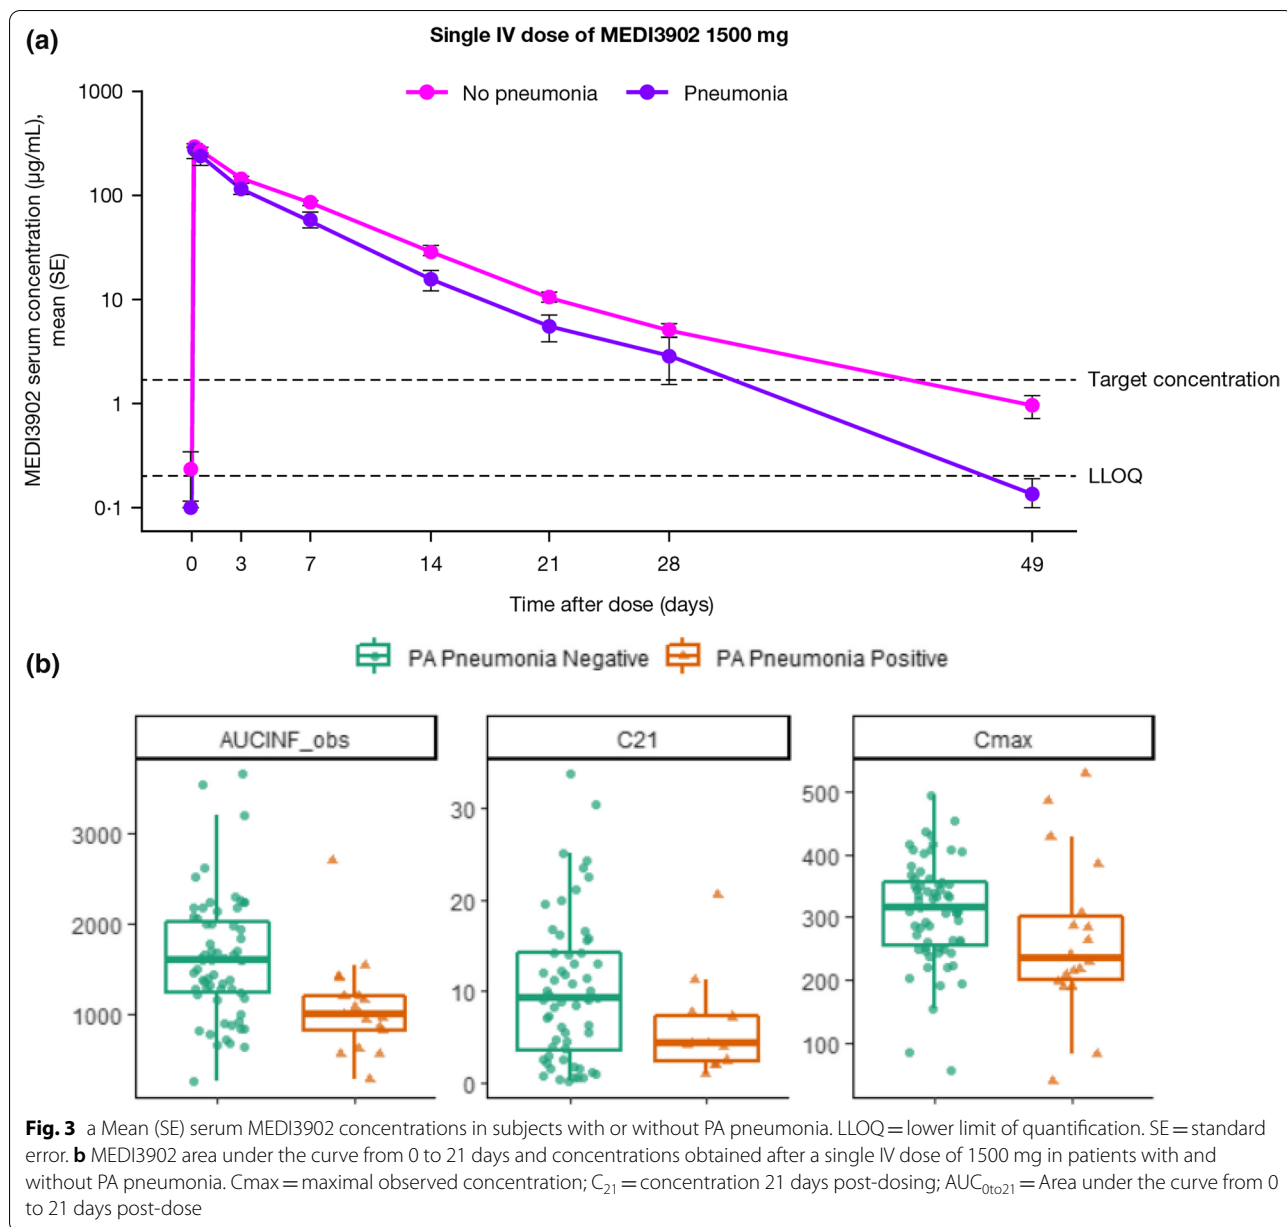 (a)
Single IV dose of MEDI3902 1500 mg
No pneumonia
Pneumonia
MEDI3902 serum concentration (µg/mL),
mean (SE)
1000
100
10
1
0·1
Target concentration
LLOQ
0 3 7 14 21 28 49
Time after dose (days)
(b)
PA Pneumonia Negative
PA Pneumonia Positive
AUCINF_obs
3000
2000
1000
C21
30
20
10
0
Cmax
500
400
300
200
100
Fig. 3 a Mean (SE) serum MEDI3902 concentrations in subjects with or without PA pneumonia. LLOQ = lower limit of quantification. SE = standard
error. b MEDI3902 area under the curve from 0 to 21 days and concentrations obtained after a single IV dose of 1500 mg in patients with and
without PA pneumonia. Cmax = maximal observed concentration; C21 = concentration 21 days post-dosing; AUC0to21 = Area under the curve from 0
to 21 days post-dose